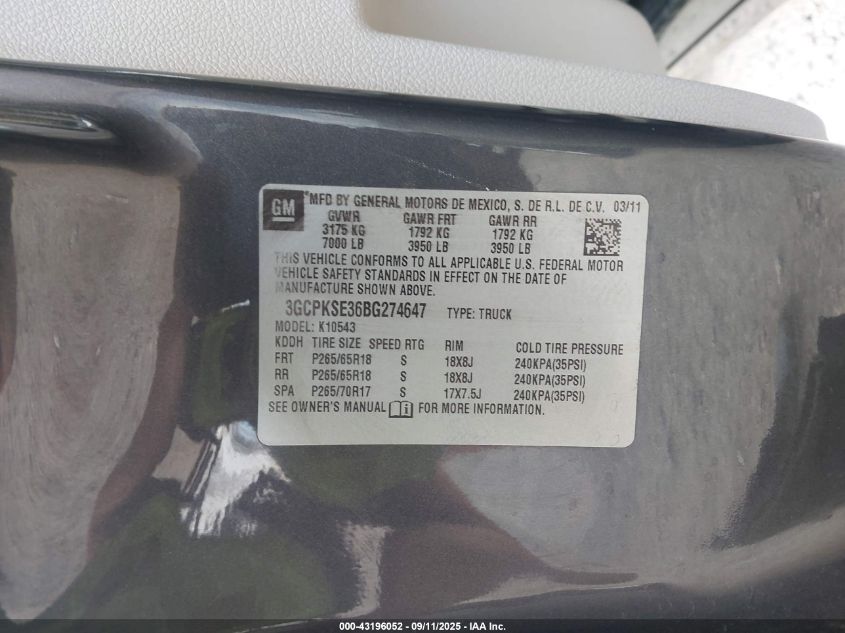 GM
*MFD BY GENERAL MOTORS DE MEXICO, S. DE R.L. DE C.V. 03/11
GVWR GAWR FRT GAWR RR
3175 KG 1792 KG 1792 KG
7000 LB 3950 LB 3950 LB
THIS VEHICLE CONFORMS TO ALL APPLICABLE U.S. FEDERAL MOTOR
VEHICLE SAFETY STANDARDS IN EFFECT ON THE DATE OF
MANUFACTURE SHOWN ABOVE.
3GCPKSE36BG274647 TYPE: TRUCK
MODEL: K10543
KDDH TIRE SIZE SPEED RTG RIM COLD TIRE PRESSURE
FRT P265/65R18 S 18X8J 240KPA(35PSI)
RR P265/65R18 S 18X8J 240KPA(35PSI)
SPA P265/70R17 S 17X7.5J 240KPA(35PSI)
SEE OWNER'S MANUAL FOR MORE INFORMATION.
000-43196052 - 09/11/2025 - IAA Inc.